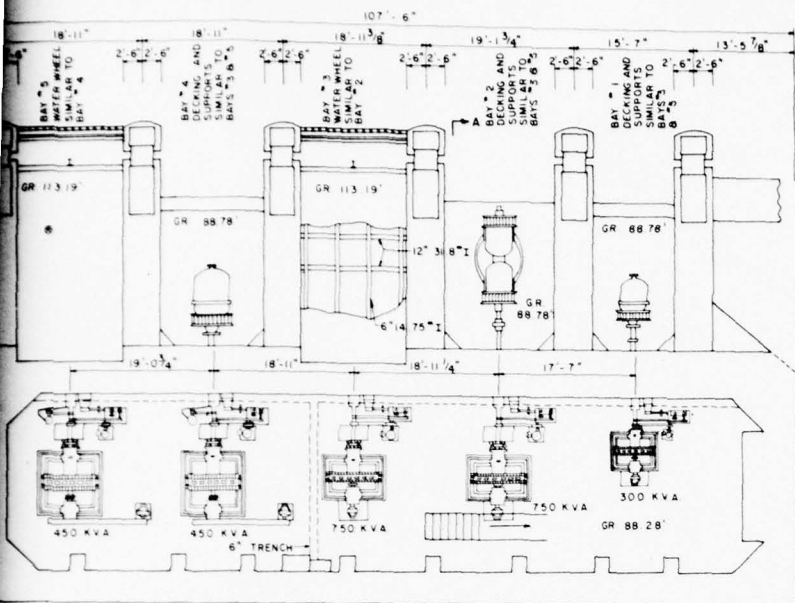 107'-6"
18'-11"
18'-11"
18'-11 3/8"
19'-1 3/4"
15'-7"
13'-5 7/8"
2'-6" 2'-6"
2'-6" 2'-6"
2'-6" 2'-6"
2'-6" 2'-6"
2'-6" 2'-6"
BAY #5
WATER WHEEL
SIMILAR TO
BAY #4
BAY #4
DECKING AND
SUPPORTS
SIMILAR TO
BAYS #3 & #5
BAY #3
WATER WHEEL
SIMILAR TO
BAY #2
BAY #2
DECKING AND
SUPPORTS
SIMILAR TO
BAYS #3 & #5
BAY #1
DECKING AND
SUPPORTS
SIMILAR TO
BAYS #3
& #5
A
I
I
GR 113.19'
GR 88.78'
GR 113.19'
12" 31.8# I
6" 14.75# I
GR
88.78'
GR 88.78'
19'-0 3/4"
18'-11"
18'-11 1/4"
17'-7"
450 KVA
450 KVA
750 KVA
750 KVA
300 KVA
GR 88.28'
6" TRENCH